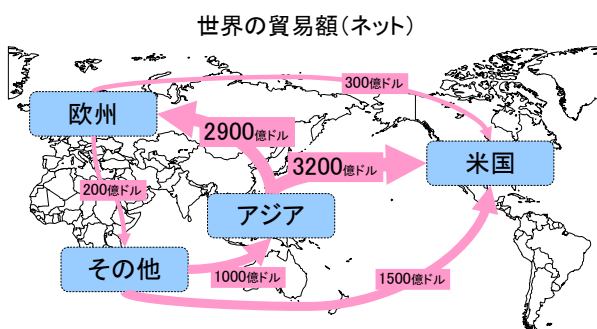 世界の貿易額(ネット)
300億ドル
欧州
2900億ドル
3200億ドル
米国
200億ドル
アジア
その他
1000億ドル
1500億ドル